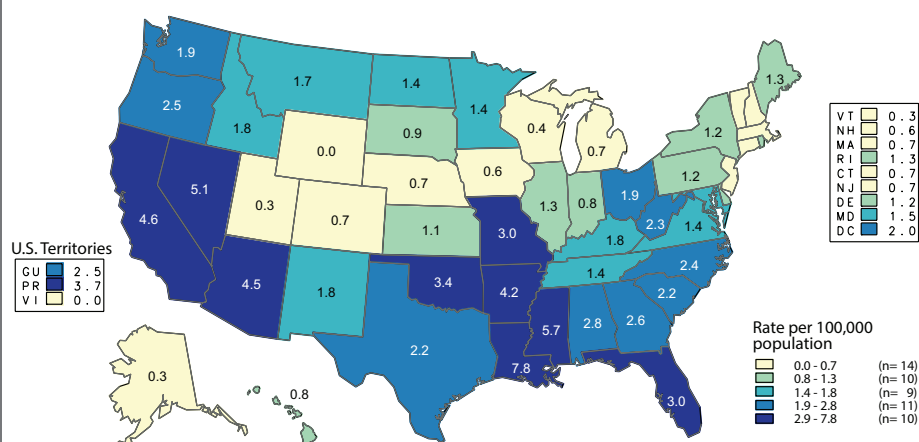 1.9
1.7
1.4
1.4
1.3
2.5
1.8
0.9
0.4
0.7
1.2
0.0
0.6
1.2
5.1
0.3
0.7
0.7
1.3
0.8
1.9
2.3
4.6
1.1
3.0
1.8
1.4
4.5
1.8
3.4
4.2
1.4
2.4
2.2
2.2
5.7
2.8
2.6
7.8
3.0
0.3
0.8
VT 0.3
NH 0.6
MA 0.7
RI 1.3
CT 0.7
NJ 0.7
DE 1.2
MD 1.5
DC 2.0
U.S. Territories
GU 2.5
PR 3.7
VI 0.0
Rate per 100,000
population
0.0 - 0.7 (n= 14)
0.8 - 1.3 (n= 10)
1.4 - 1.8 (n= 9)
1.9 - 2.8 (n= 11)
2.9 - 7.8 (n= 10)